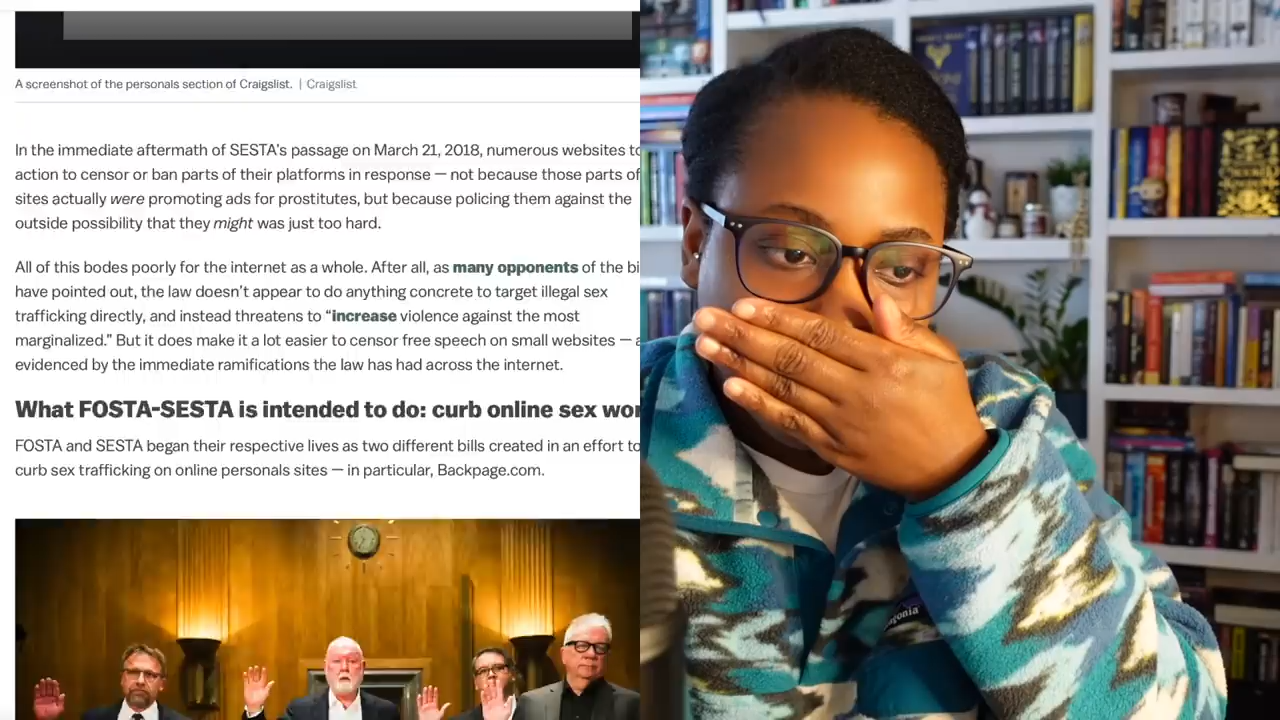 A screenshot of the personals section of Craigslist. | Craigslist
In the immediate aftermath of SESTA's passage on March 21, 2018, numerous websites
action to censor or ban parts of their platforms in response — not because those parts of
sites actually were promoting ads for prostitutes, but because policing them against the
outside possibility that they might was just too hard.
All of this bodes poorly for the internet as a whole. After all, as many opponents of the
have pointed out, the law doesn't appear to do anything concrete to target illegal sex
trafficking directly, and instead threatens to "increase violence against the most
marginalized." But it does make it a lot easier to censor free speech on small websites —
evidenced by the immediate ramifications the law has had across the internet.
What FOSTA-SESTA is intended to do: curb online sex
FOSTA and SESTA began their respective lives as two different bills created in an effort to
curb sex trafficking on online personals sites — in particular, Backpage.com.